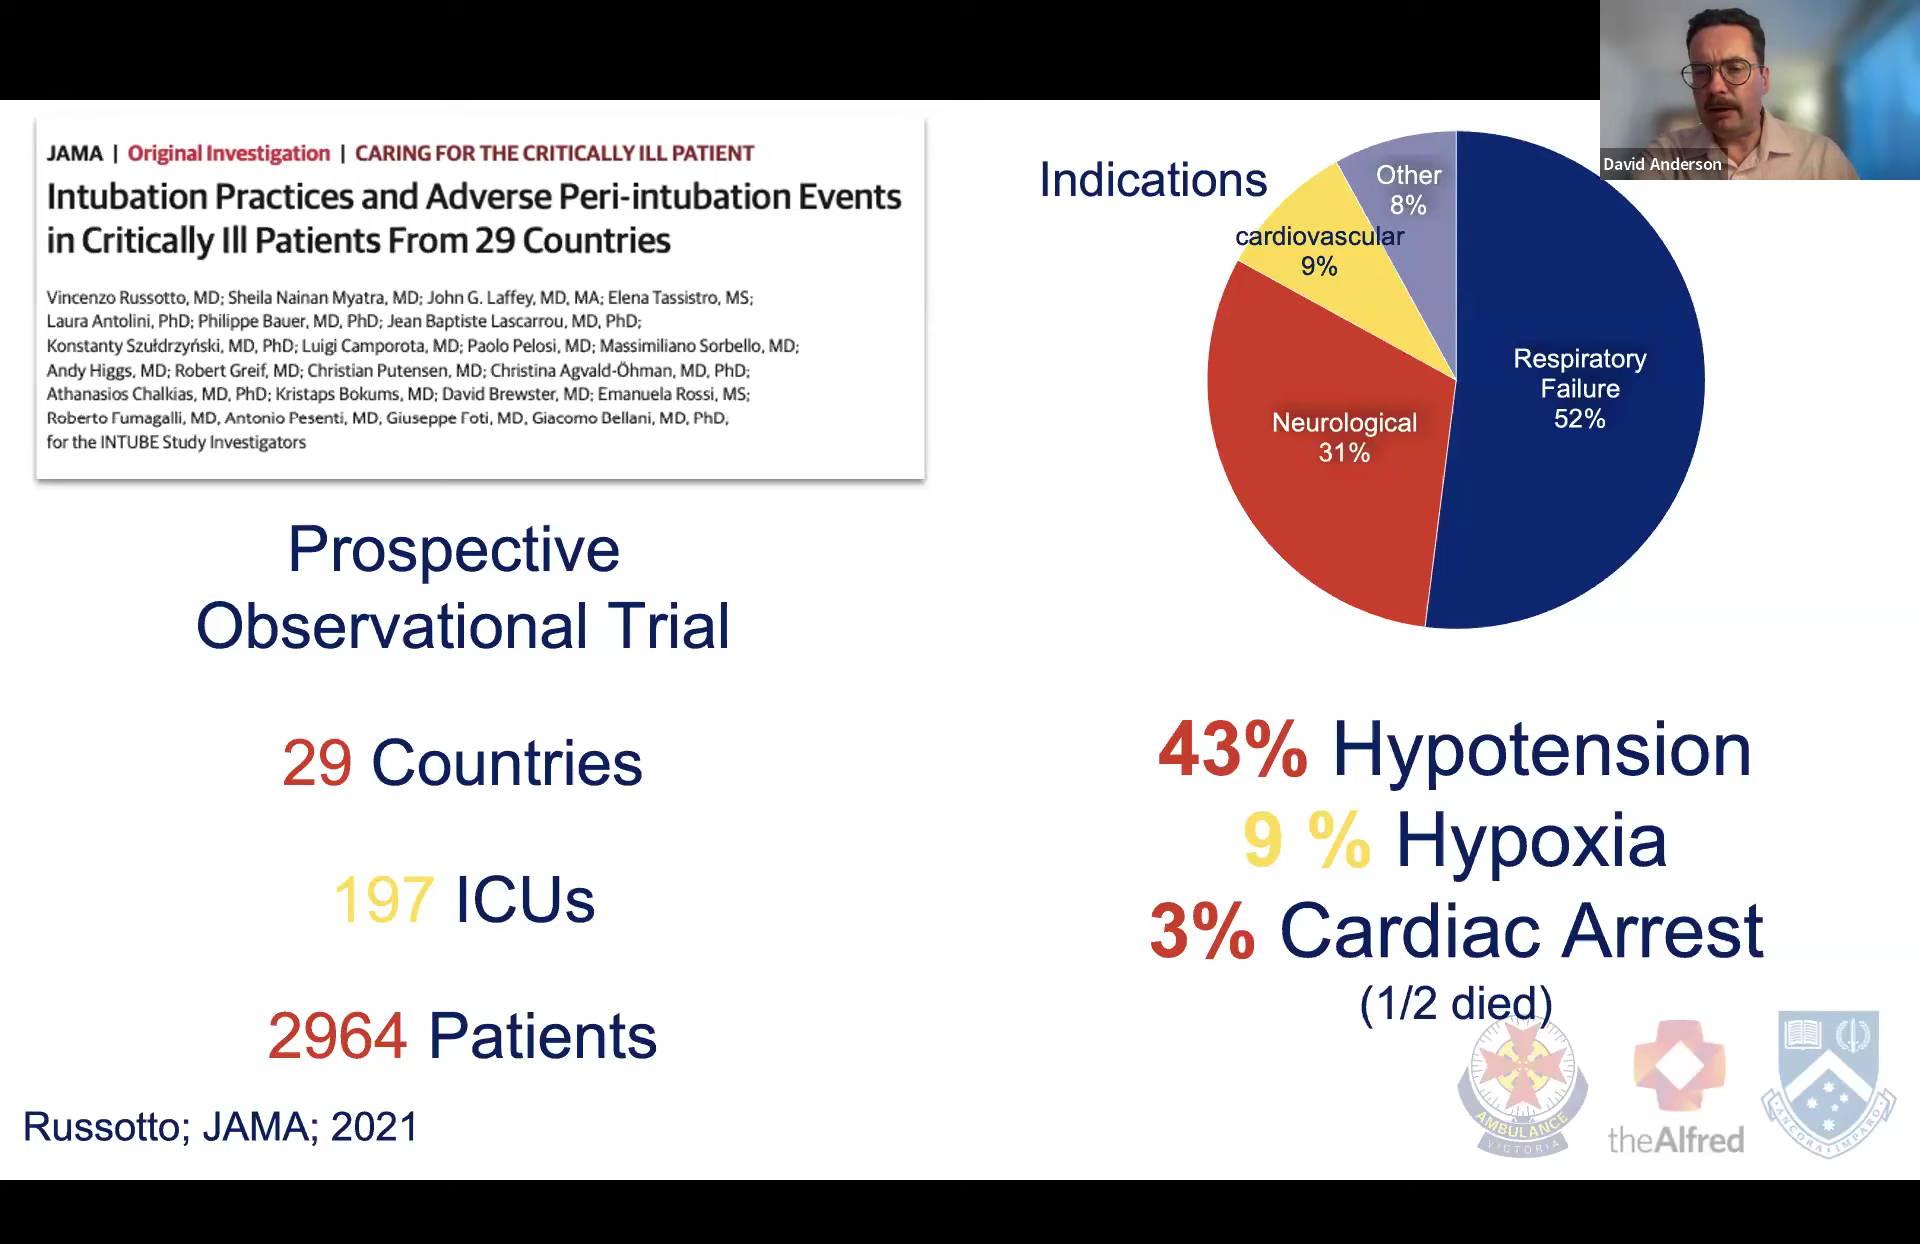 JAMA | Original Investigation | CARING FOR THE CRITICALLY ILL PATIENT
Intubation Practices and Adverse Peri-intubation Events
in Critically Ill Patients From 29 Countries
Vincenzo Russotto, MD; Sheila Nainan Myatra, MD; John G. Laffey, MD, MA; Elena Tassistro, MS;
Laura Antolini, PhD; Philippe Bauer, MD, PhD; Jean Baptiste Lascarrou, MD, PhD;
Konstanty Szułdrzyński, MD, PhD; Luigi Camporota, MD; Paolo Pelosi, MD; Massimiliano Sorbello, MD;
Andy Higgs, MD; Robert Greif, MD; Christian Putensen, MD; Christina Agvald-Öhman, MD, PhD;
Athanasios Chalkias, MD, PhD; Kristaps Bokums, MD; David Brewster, MD; Emanuela Rossi, MS;
Roberto Fumagalli, MD, Antonio Pesenti, MD, Giuseppe Foti, MD, Giacomo Bellani, MD, PhD,
for the INTUBE Study Investigators
Prospective
Observational Trial
29 Countries
197 ICUs
2964 Patients
Russotto; JAMA; 2021
Indications
Other
8%
cardiovascular
9%
Neurological
31%
Respiratory
Failure
52%
43% Hypotension
9 % Hypoxia
3% Cardiac Arrest
(1/2 died)
AMBULANCE
VICTORIA
theAlfred
ANCORA IMPARO
David Anderson